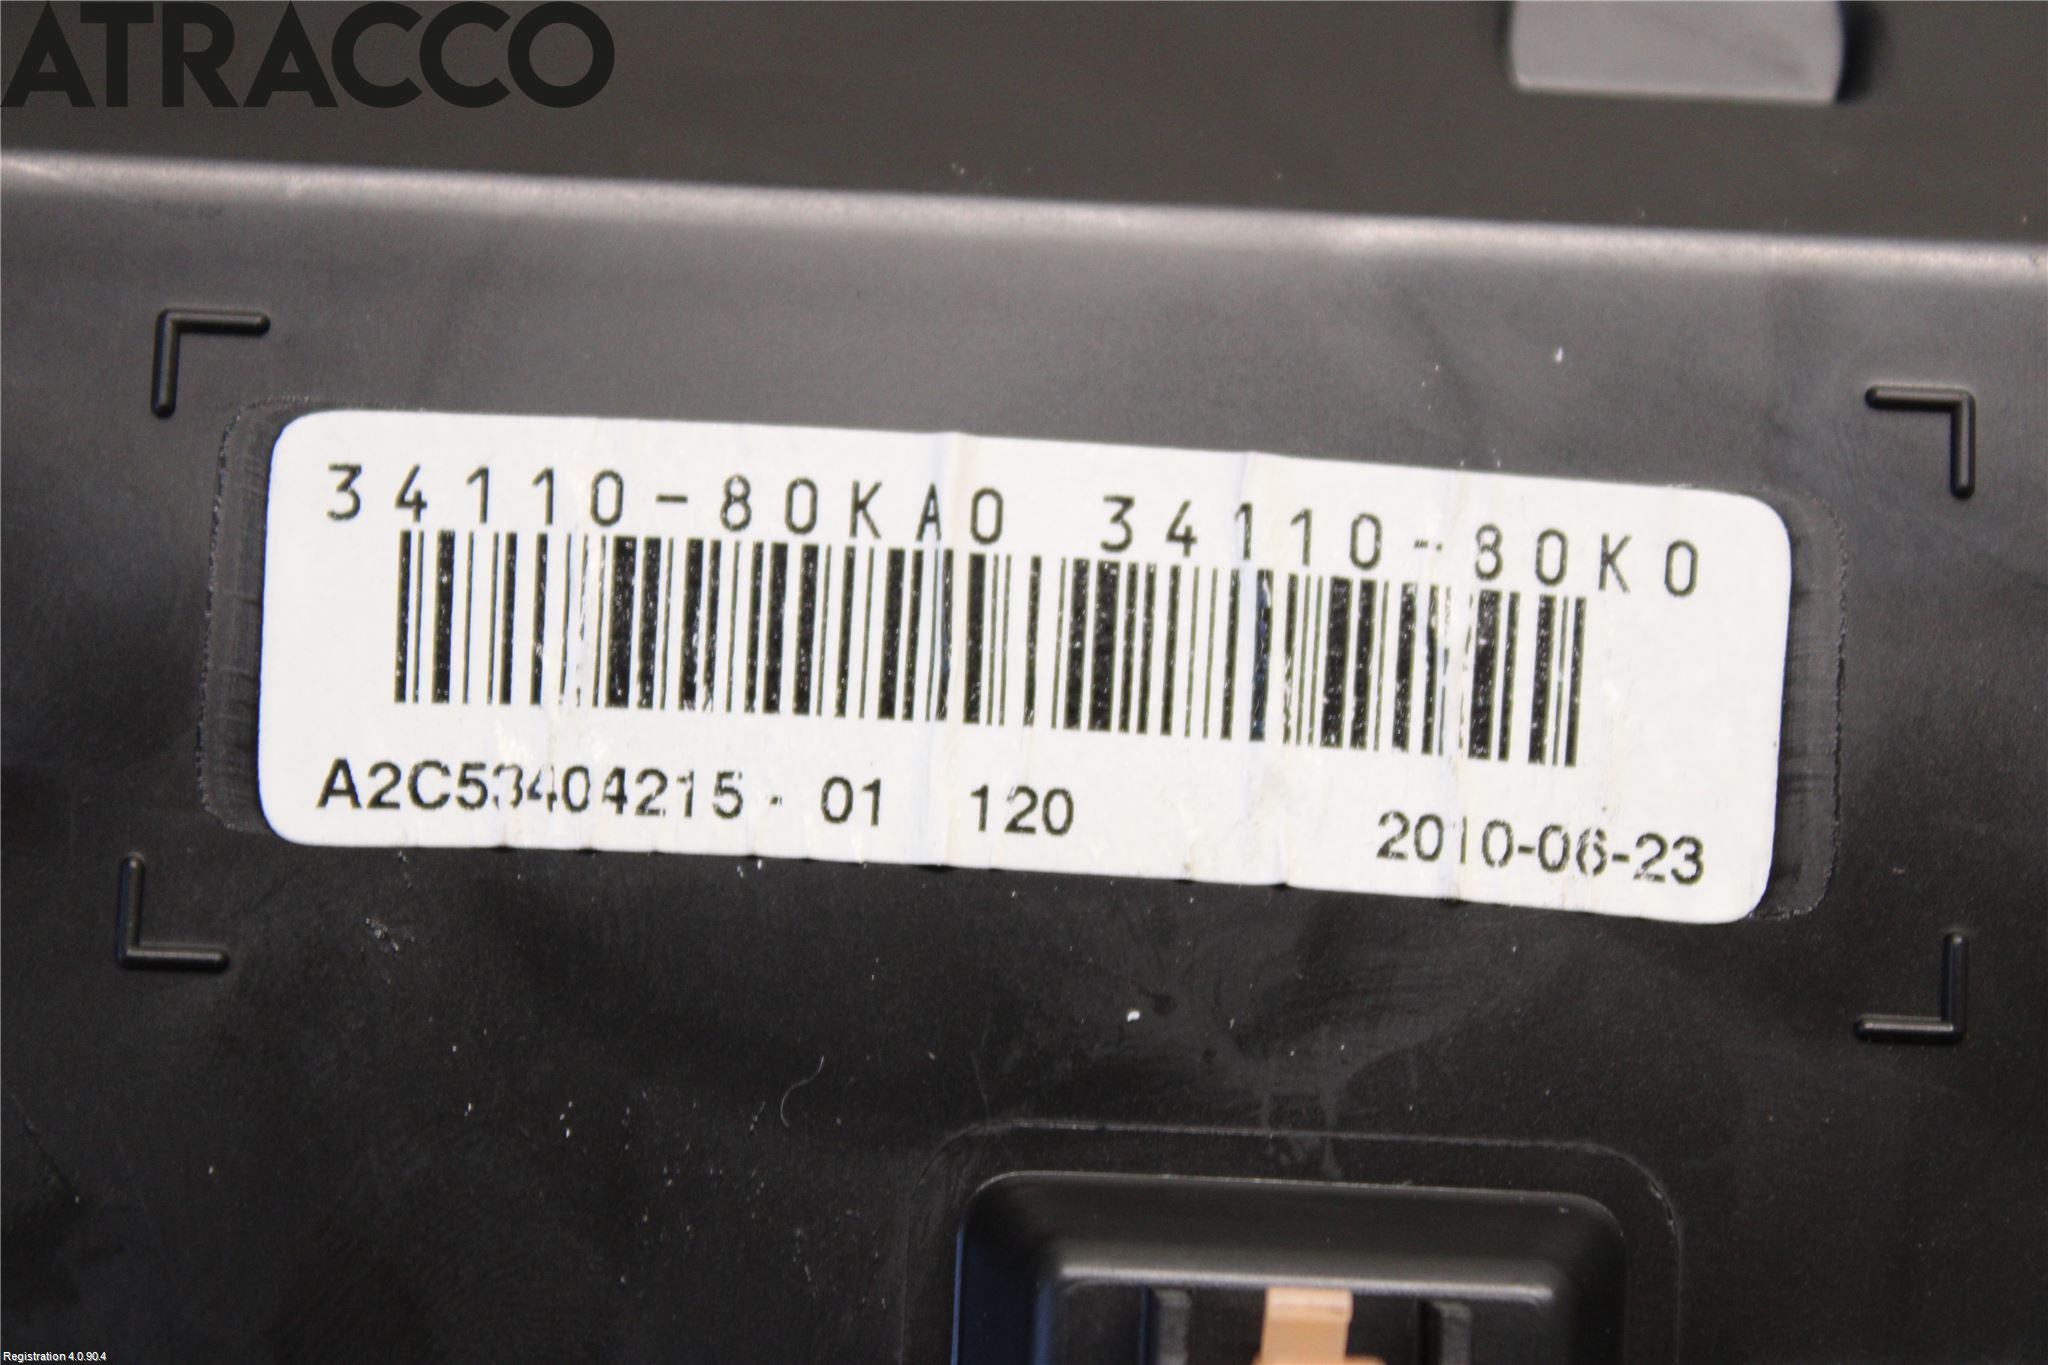 ATRACCO
34110-80KA0 34110-80K0
A2C53404215-01 120 2010-06-23
Registration 4.0.90.4